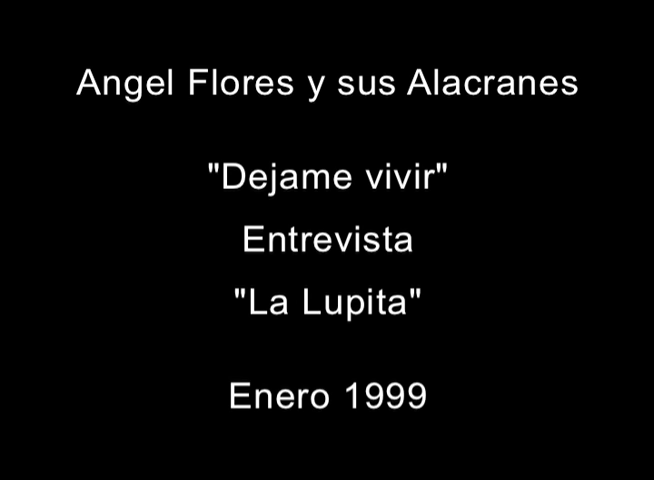 Angel Flores y sus Alacranes
"Dejame vivir"
Entrevista
"La Lupita"
Enero 1999